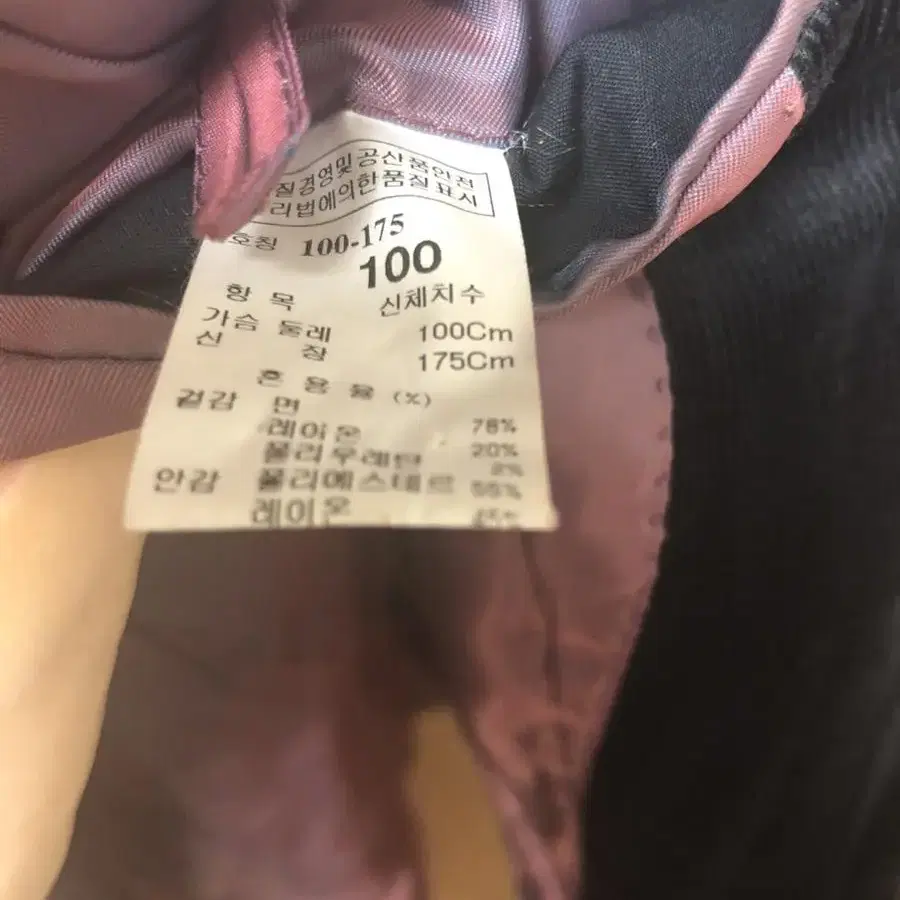 질경영및 공산품안전
리법에의한품질표시
호칭 100-175
100
항 목 신체치수
가슴 둘레 100Cm
신 장 175Cm
혼 용 율 (%)
겉감 면 78%
레이온 20%
폴리우레탄 2%
안감 폴리에스테르 55%
레이온 45%